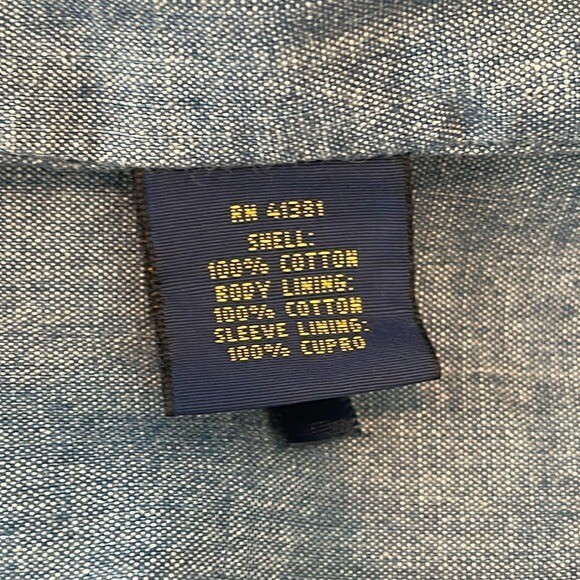 RN 41381
SHELL:
100% COTTON
BODY LINING:
100% COTTON
SLEEVE LINING:
100% CUPRO